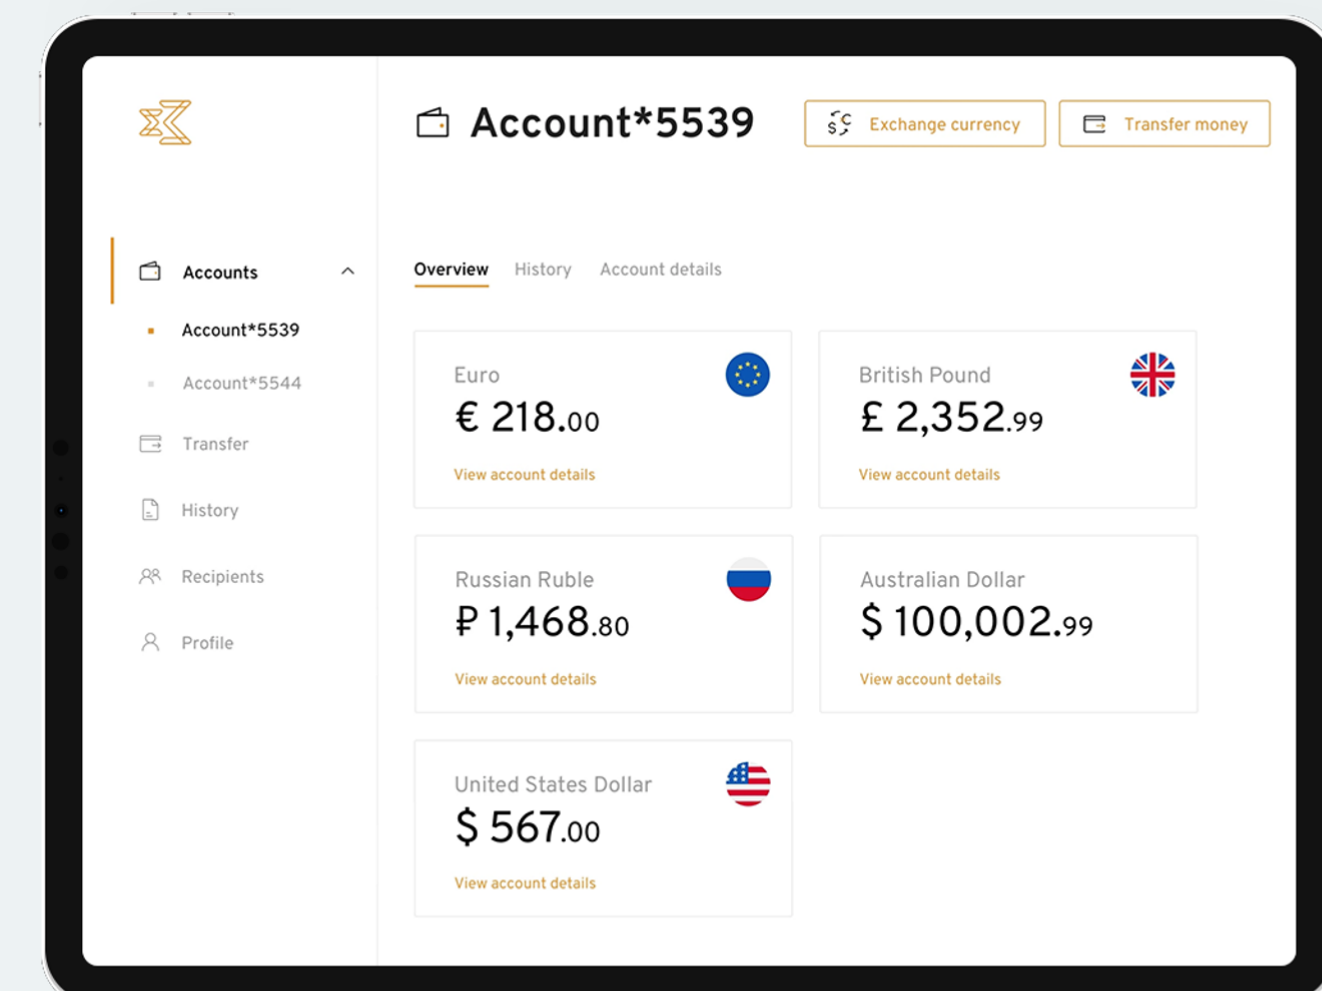 Account*5539
Exchange currency
Transfer money
Accounts
Account*5539
Account*5544
Transfer
History
Recipients
Profile
Overview
History
Account details
Euro
€ 218.00
View account details
British Pound
£ 2,352.99
View account details
Russian Ruble
₽ 1,468.80
View account details
Australian Dollar
$ 100,002.99
View account details
United States Dollar
$ 567.00
View account details